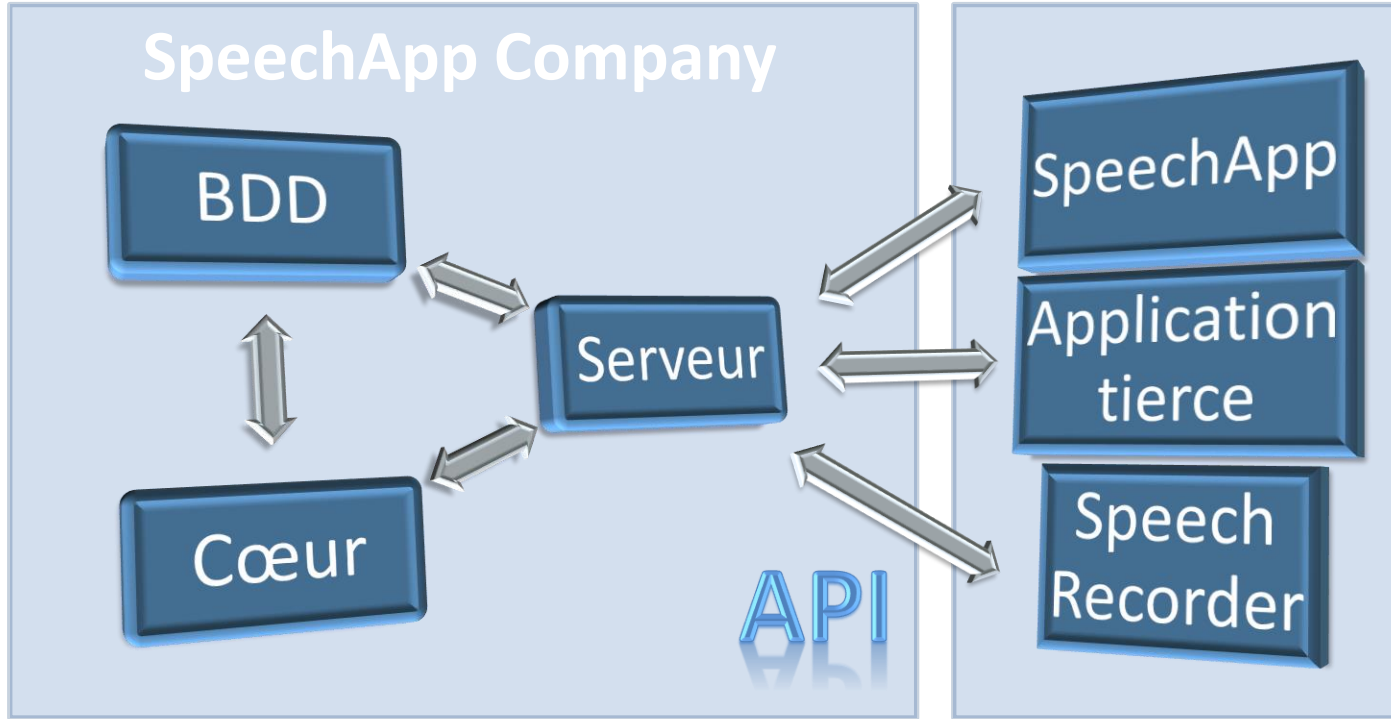 SpeechApp Company
BDD
Serveur
Cœur
API
SpeechApp
Application
tierce
Speech
Recorder